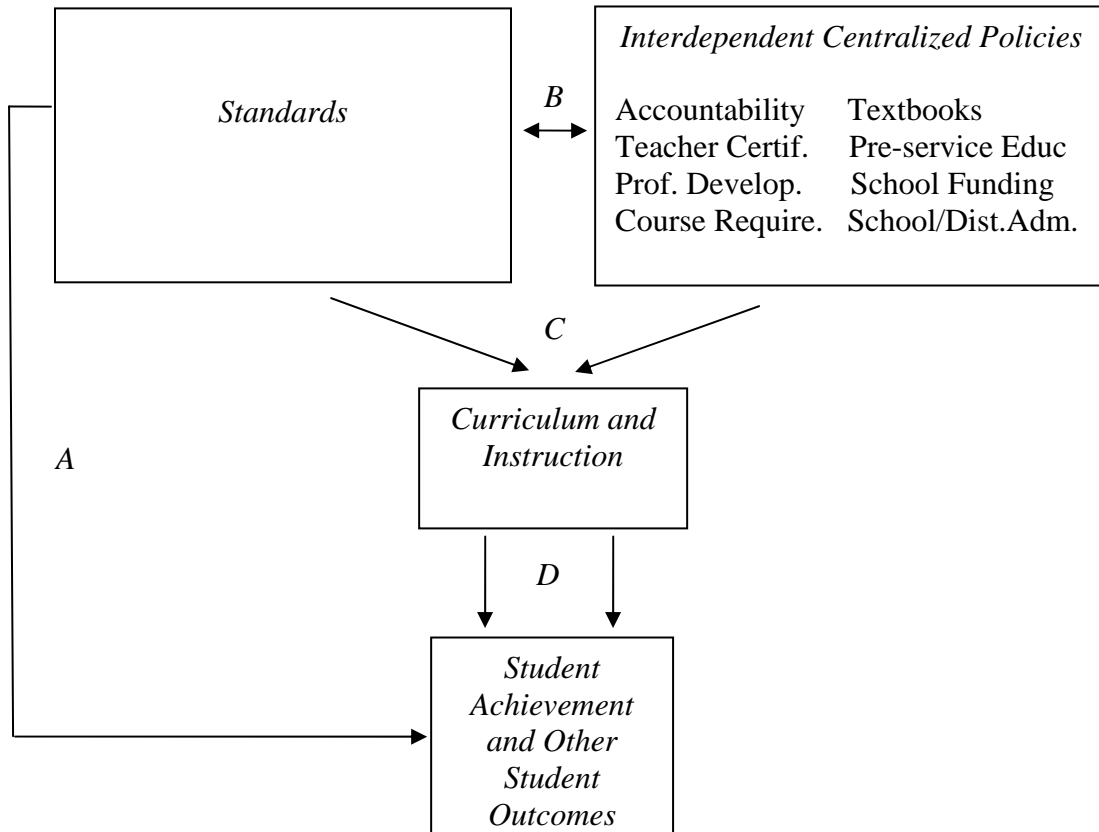 Standards
B
Interdependent Centralized Policies
Accountability Textbooks
Teacher Certif. Pre-service Educ
Prof. Develop. School Funding
Course Require. School/Dist.Adm.
C
Curriculum and
Instruction
A
D
Student
Achievement
and Other
Student
Outcomes